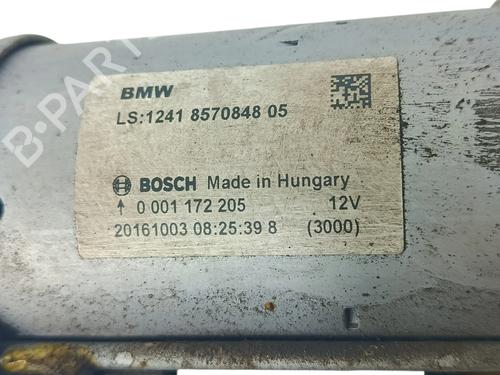 BMW
LS:1241 8570848 05
BOSCH Made in Hungary
↑ 0 001 172 205 12V
20161003 08:25:39 8 (3000)
B-PARTS